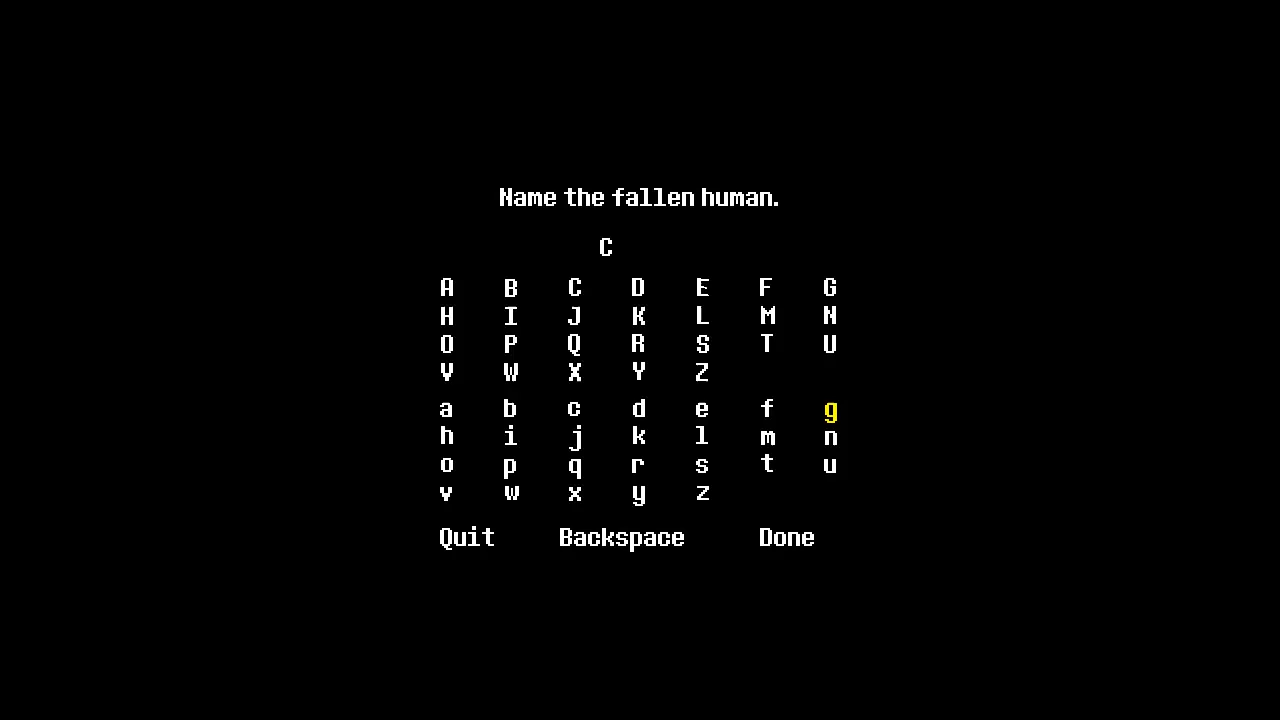 Name the fallen human.
C
A B C D E F G
H I J K L M N
O P Q R S T U
V W X Y Z
a b c d e f g
h i j k l m n
o p q r s t u
v w x y z
Quit Backspace Done